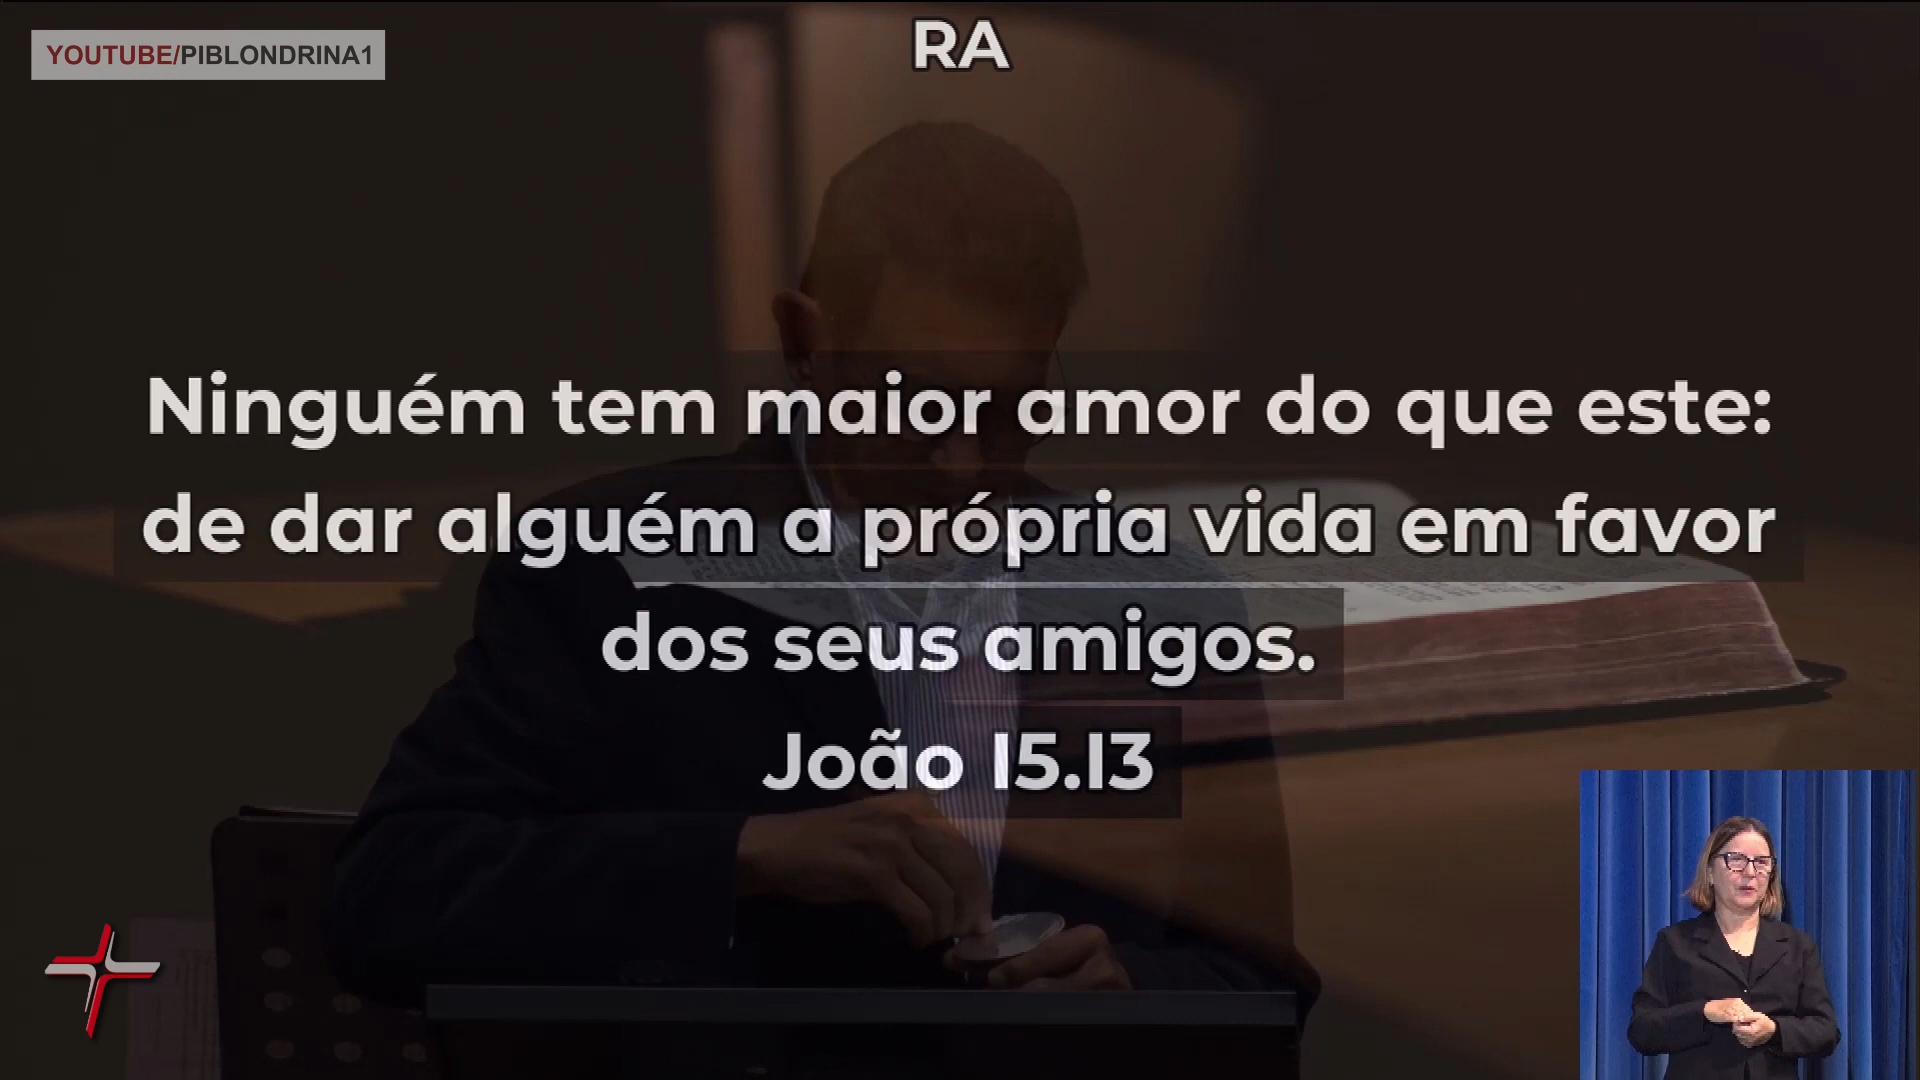 RA
YOUTUBE/PIBLONDRINA1
Ninguém tem maior amor do que este:
de dar alguém a própria vida em favor
dos seus amigos.
João 15.13